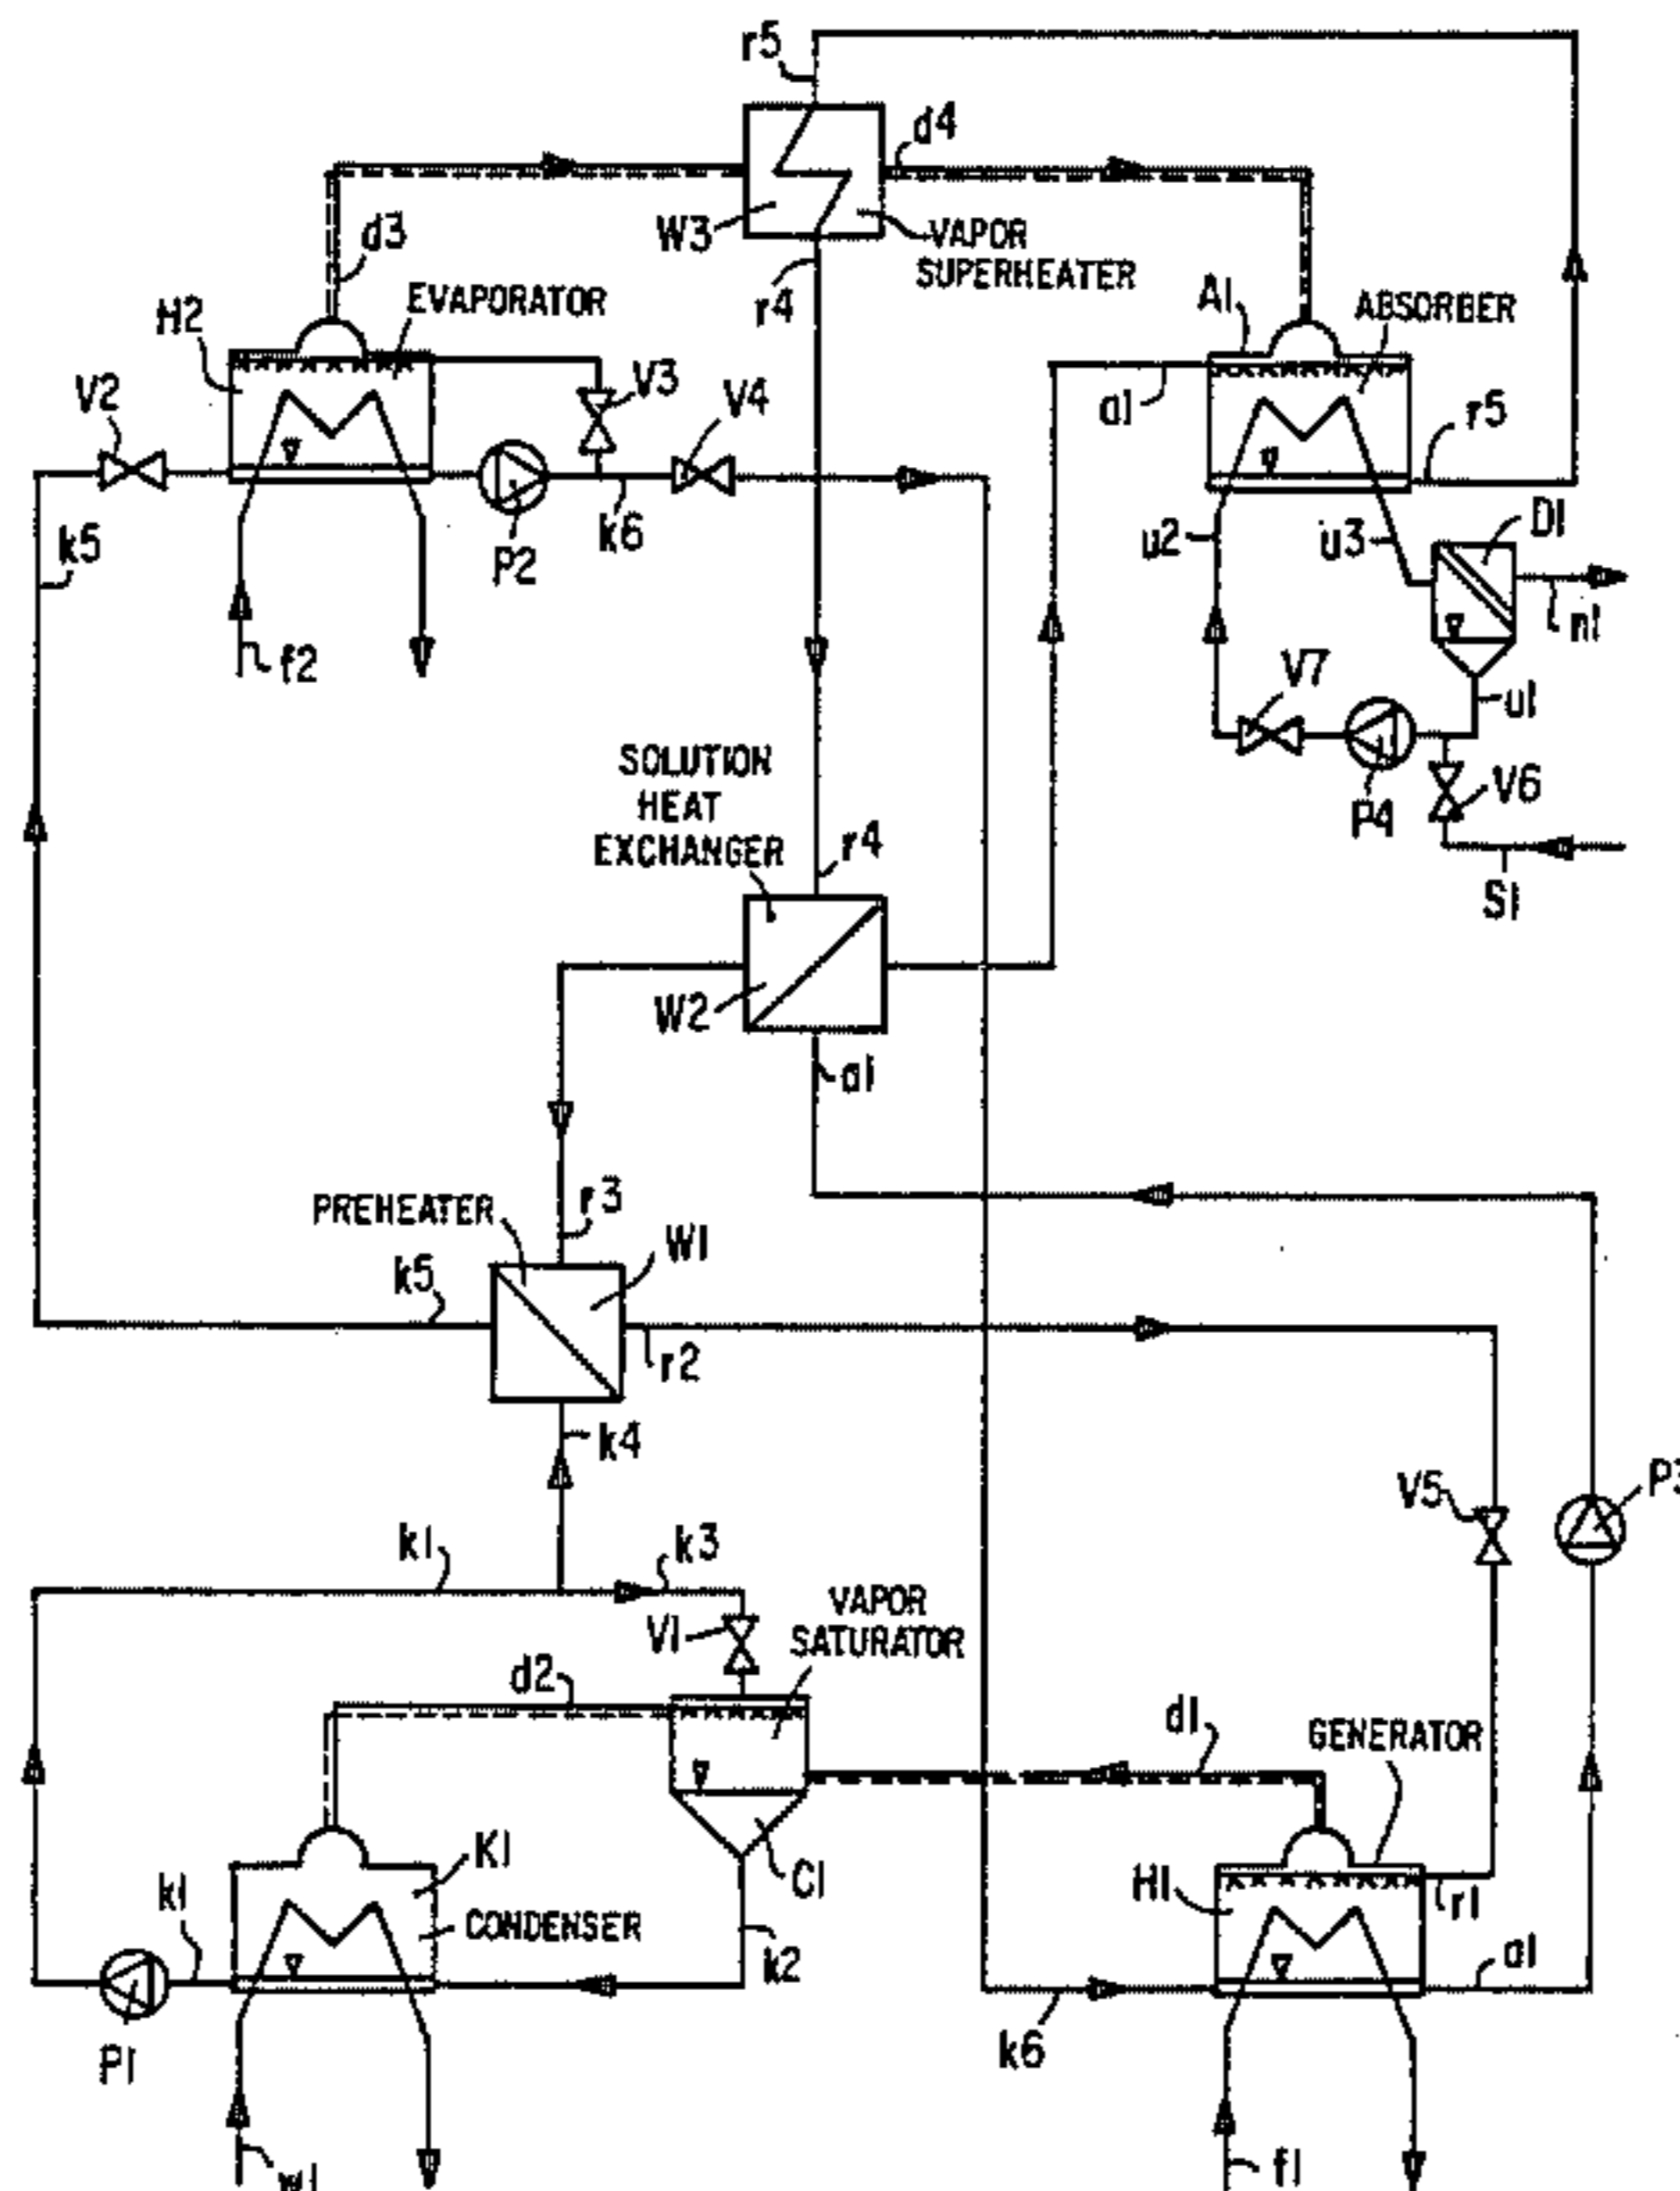 r5
d4
W3
VAPOR
SUPERHEATER
d3
r4
H2
EVAPORATOR
A1
ABSORBER
V2
V3
V4
a1
r5
k5
P2
k6
u2
u3
D1
n1
f2
V7
u1
SOLUTION
HEAT
EXCHANGER
r4
P4
V6
S1
W2
a1
PREHEATER
r3
W1
k5
r2
k4
V5
P3
k1
k3
V1
VAPOR
SATURATOR
d2
d1
GENERATOR
K1
k1
CONDENSER
C1
H1
r1
k2
a1
P1
k6
w1
f1